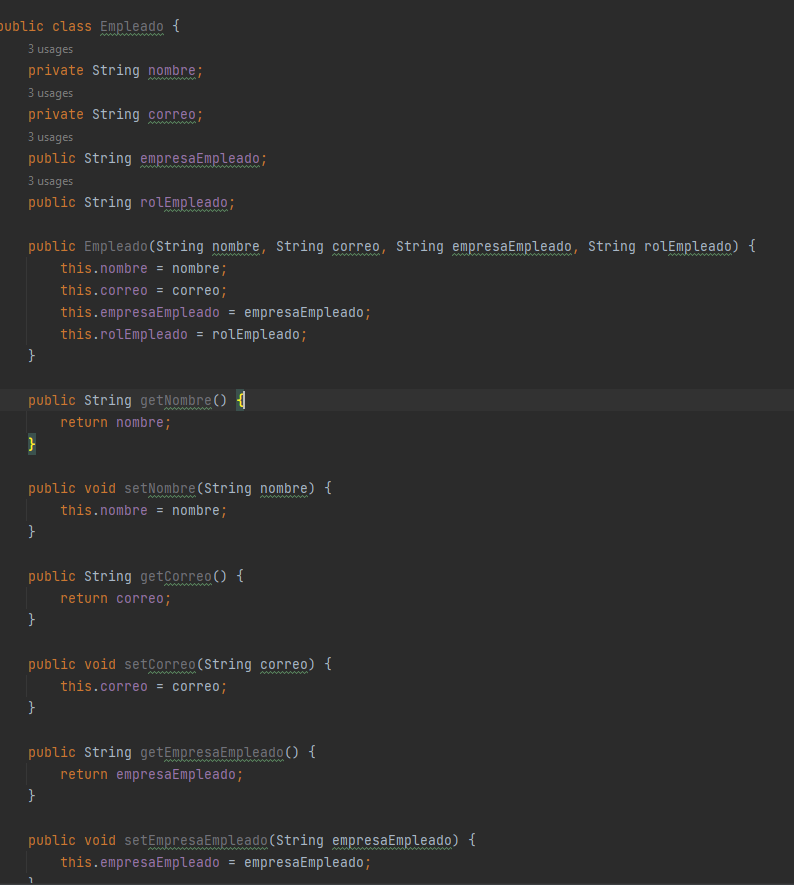 public class Empleado {
3 usages
private String nombre;
3 usages
private String correo;
3 usages
public String empresaEmpleado;
3 usages
public String rolEmpleado;
public Empleado(String nombre, String correo, String empresaEmpleado, String rolEmpleado) {
this.nombre = nombre;
this.correo = correo;
this.empresaEmpleado = empresaEmpleado;
this.rolEmpleado = rolEmpleado;
}
public String getNombre() {
return nombre;
}
public void setNombre(String nombre) {
this.nombre = nombre;
}
public String getCorreo() {
return correo;
}
public void setCorreo(String correo) {
this.correo = correo;
}
public String getEmpresaEmpleado() {
return empresaEmpleado;
}
public void setEmpresaEmpleado(String empresaEmpleado) {
this.empresaEmpleado = empresaEmpleado;
}